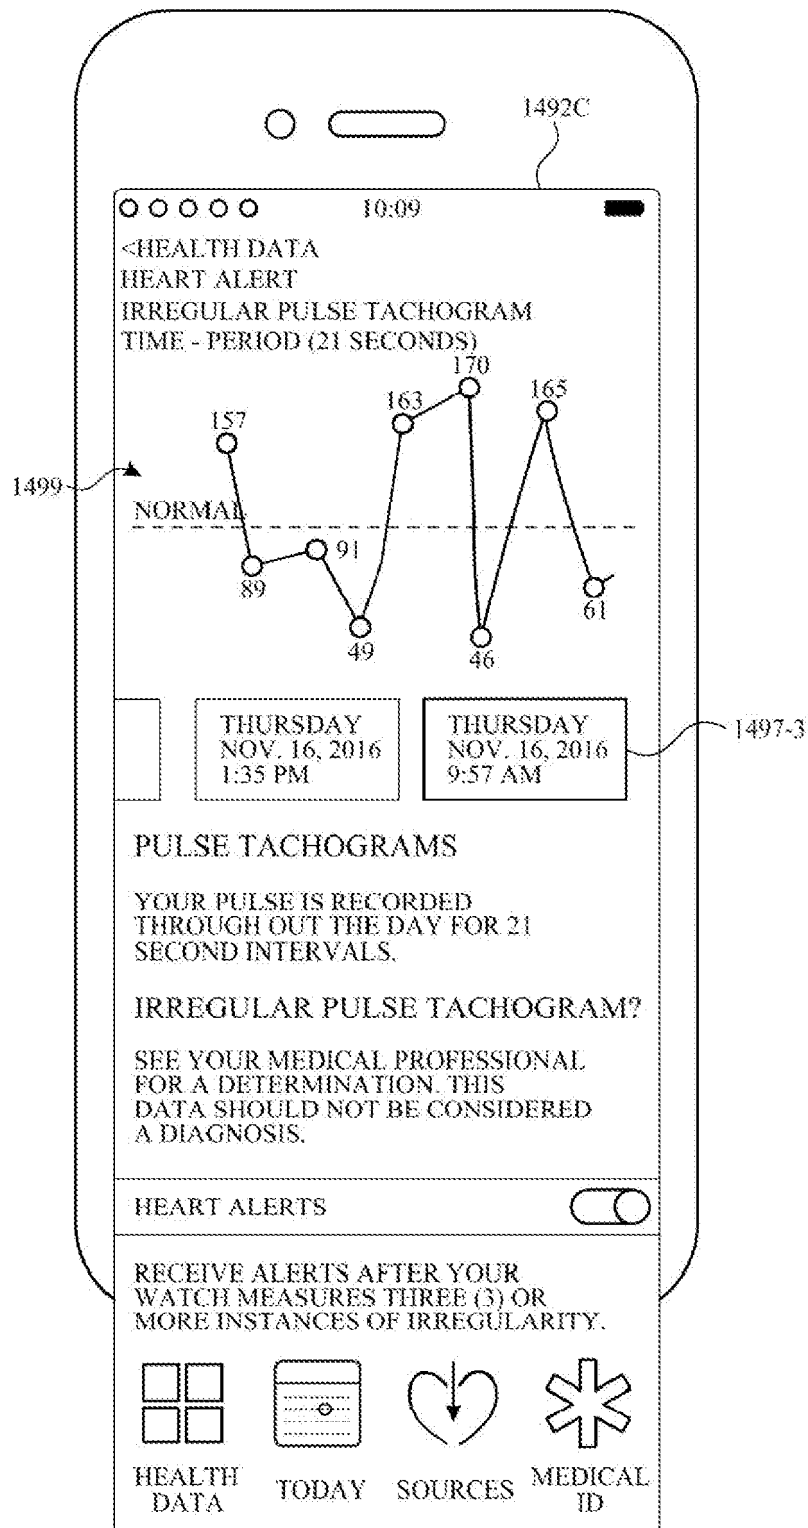 1492C
10:09
<HEALTH DATA
HEART ALERT
IRREGULAR PULSE TACHOGRAM
TIME - PERIOD (21 SECONDS)
170
163
165
157
1499
NORMAL
91
89
61
49
46
THURSDAY
NOV. 16, 2016
1:35 PM
THURSDAY
NOV. 16, 2016
9:57 AM
1497-3
PULSE TACHOGRAMS
YOUR PULSE IS RECORDED
THROUGH OUT THE DAY FOR 21
SECOND INTERVALS.
IRREGULAR PULSE TACHOGRAM?
SEE YOUR MEDICAL PROFESSIONAL
FOR A DETERMINATION. THIS
DATA SHOULD NOT BE CONSIDERED
A DIAGNOSIS.
HEART ALERTS
RECEIVE ALERTS AFTER YOUR
WATCH MEASURES THREE (3) OR
MORE INSTANCES OF IRREGULARITY.
HEALTH
DATA
TODAY
SOURCES
MEDICAL
ID